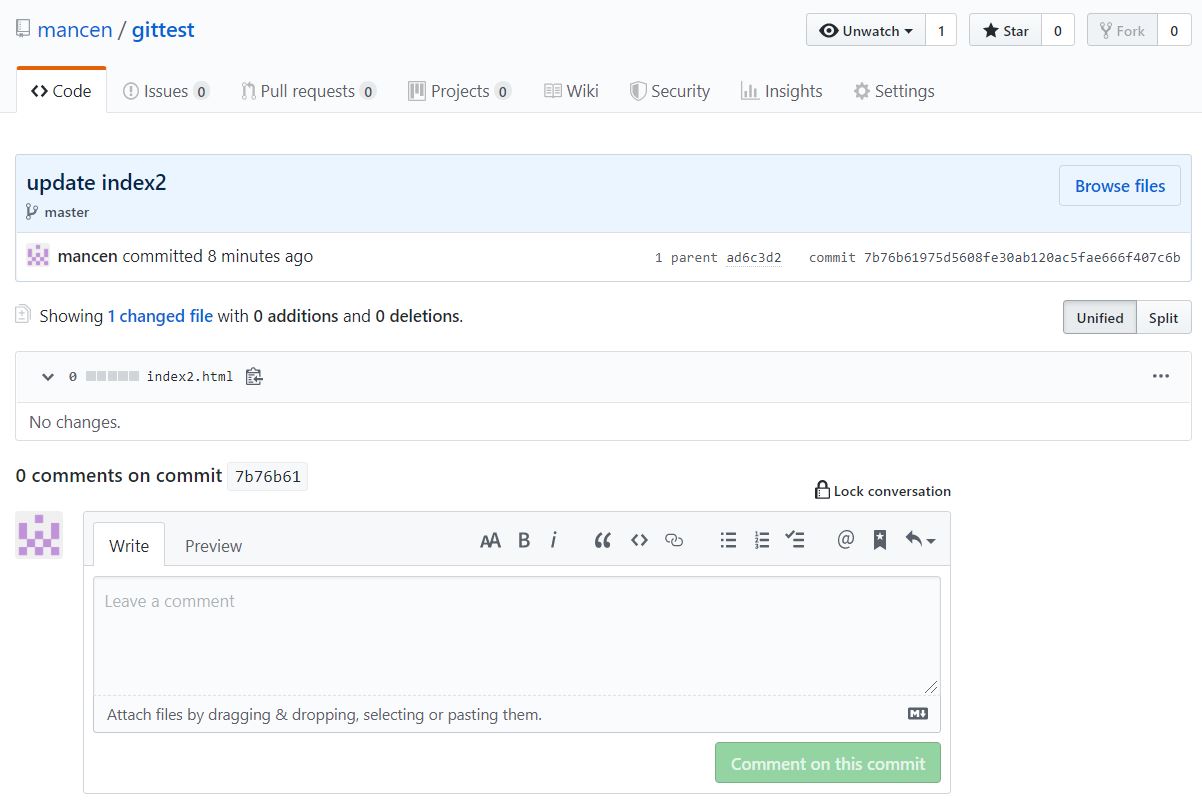 mancen / gittest
Unwatch 1 Star 0 Fork 0
Code Issues 0 Pull requests 0 Projects 0 Wiki Security Insights Settings
update index2
Browse files
master
mancen committed 8 minutes ago 1 parent ad6c3d2 commit 7b76b61975d5608fe30ab120ac5fae666f407c6b
Showing 1 changed file with 0 additions and 0 deletions.
Unified Split
0 index2.html
No changes.
0 comments on commit 7b76b61
Lock conversation
Write Preview
Leave a comment
Attach files by dragging & dropping, selecting or pasting them.
Comment on this commit